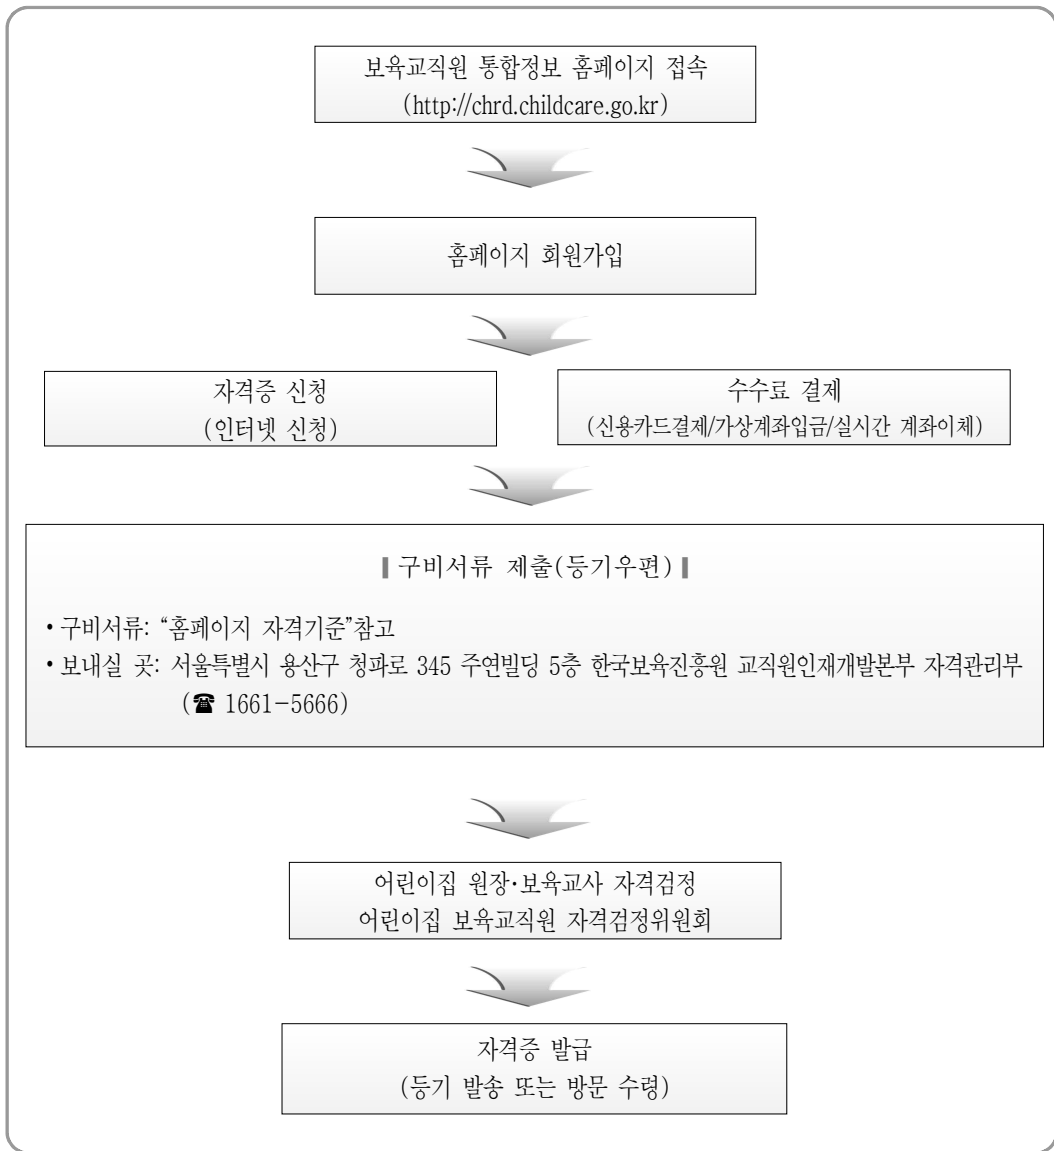 보육교직원 통합정보 홈페이지 접속
(http://chrd.childcare.go.kr)
홈페이지 회원가입
자격증 신청
(인터넷 신청)
수수료 결제
(신용카드결제/가상계좌입금/실시간 계좌이체)
▌구비서류 제출(등기우편)▐
• 구비서류: “홈페이지 자격기준”참고
• 보내실 곳: 서울특별시 용산구 청파로 345 주연빌딩 5층 한국보육진흥원 교직원인재개발본부 자격관리부
(☎ 1661-5666)
어린이집 원장·보육교사 자격검정
어린이집 보육교직원 자격검정위원회
자격증 발급
(등기 발송 또는 방문 수령)